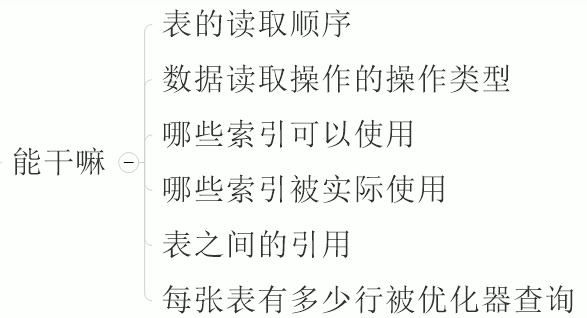 表的读取顺序
数据读取操作的操作类型
哪些索引可以使用
能干嘛
哪些索引被实际使用
表之间的引用
每张表有多少行被优化器查询